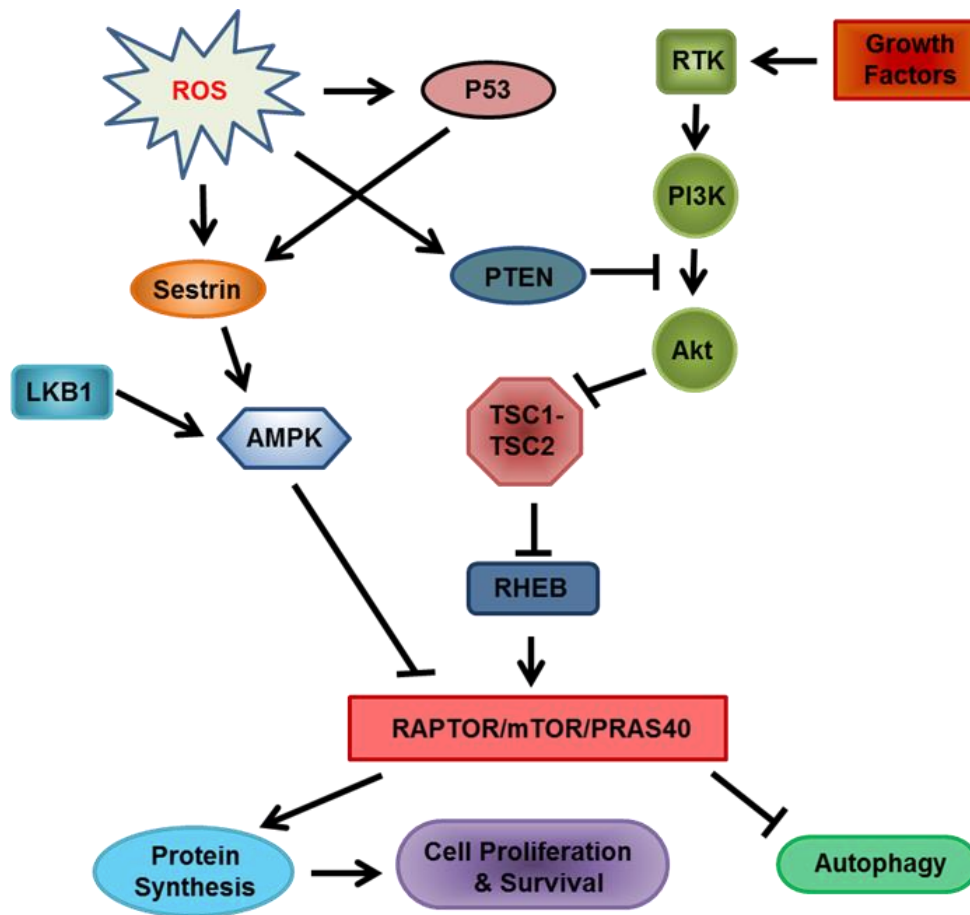 ROS
P53
RTK
Growth
Factors
PI3K
Sestrin
PTEN
Akt
LKB1
AMPK
TSC1-
TSC2
RHEB
RAPTOR/mTOR/PRAS40
Protein
Synthesis
Cell Proliferation
& Survival
Autophagy